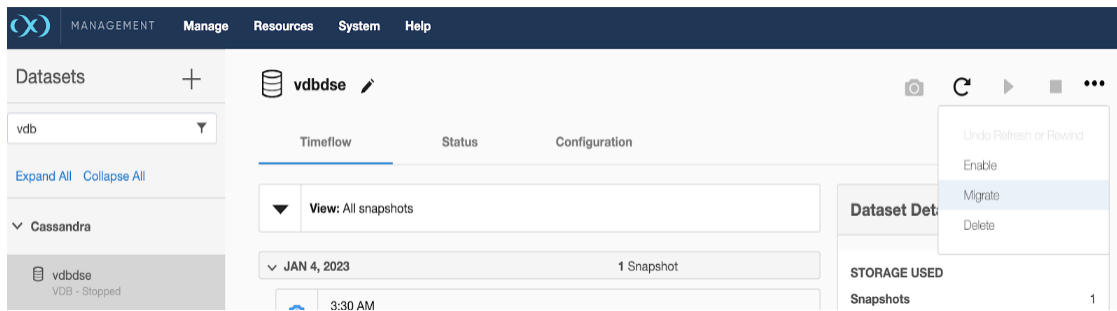 MANAGEMENT Manage Resources System Help
Datasets
vdb
Expand All Collapse All
Cassandra
vdbdse
VDB - Stopped
vdbdse
Timeflow Status Configuration
View: All snapshots
JAN 4, 2023 1 Snapshot
3:30 AM
Undo Refresh or Rewind
Enable
Migrate
Delete
Dataset Deta
STORAGE USED
Snapshots 1